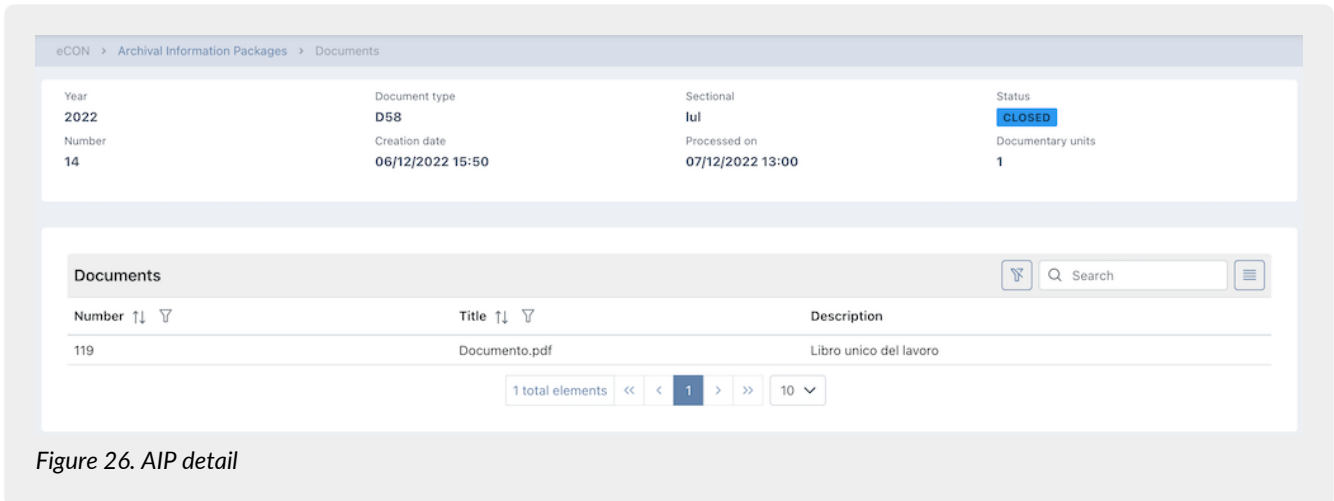 eCON > Archival Information Packages > Documents
Year Document type Sectional Status
2022 D58 lul CLOSED
Number Creation date Processed on Documentary units
14 06/12/2022 15:50 07/12/2022 13:00 1
Documents Search
Number Title Description
119 Documento.pdf Libro unico del lavoro
1 total elements << < 1 > >> 10
Figure 26. AIP detail